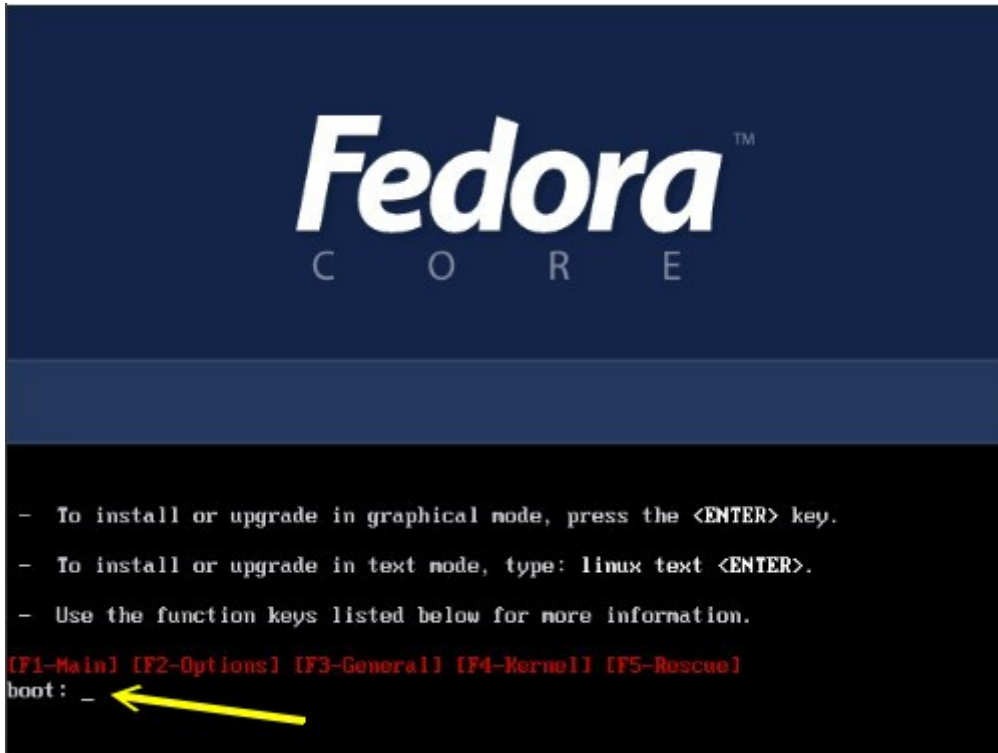 Fedora™
CORE
- To install or upgrade in graphical mode, press the <ENTER> key.
- To install or upgrade in text mode, type: linux text <ENTER>.
- Use the function keys listed below for more information.
[F1-Main] [F2-Options] [F3-General] [F4-Kernel] [F5-Rescue]
boot: _